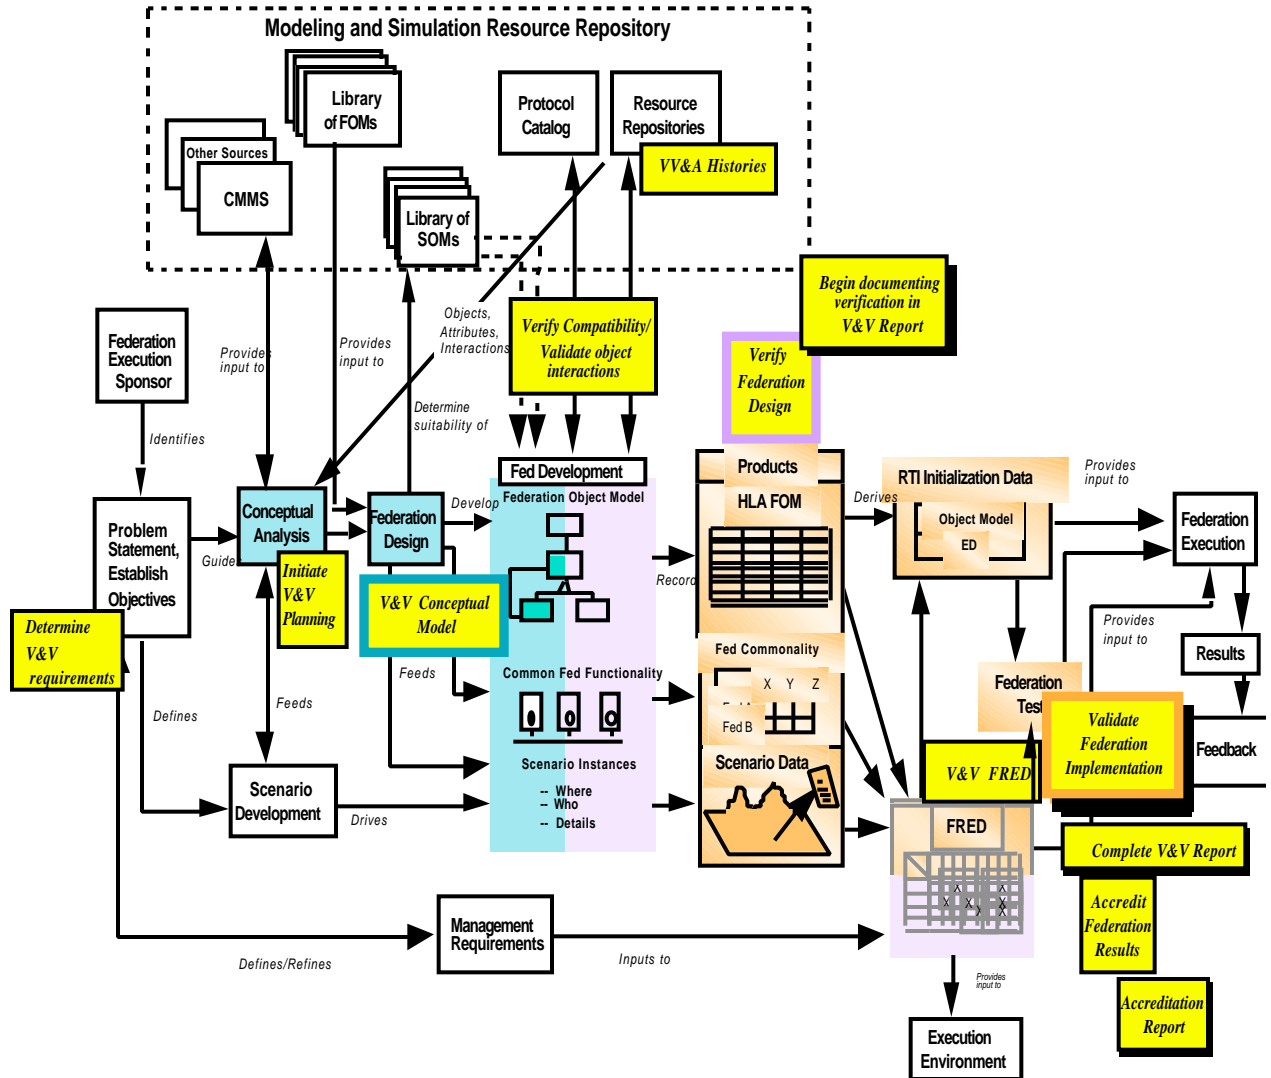 Modeling and Simulation Resource Repository
Library
of FOMs
Other Sources
CMMS
Library of
SOMs
Protocol
Catalog
Resource
Repositories
VV&A Histories
Begin documenting
verification in
V&V Report
Federation
Execution
Sponsor
Provides
input to
Provides
input to
Objects,
Attributes,
Interactions
Verify Compatibility/
Validate object
interactions
Verify
Federation
Design
Determine
suitability of
Identifies
Fed Development
Federation Object Model
Products
HLA FOM
RTI Initialization Data
Object Model
ED
Provides
input to
Federation
Execution
Problem
Statement,
Establish
Objectives
Conceptual
Analysis
Federation
Design
Develop
Derives
Record
Initiate
V&V
Planning
V&V Conceptual
Model
Determine
V&V
requirements
Feeds
Feeds
Defines
Common Fed Functionality
Fed Commonality
X Y Z
Fed B
Federation
Test
Provides
input to
Results
Feedback
Validate
Federation
Implementation
V&V FRED
Scenario
Development
Drives
Scenario Instances
-- Where
-- Who
-- Details
Scenario Data
FRED
X X
X X X
X X
Complete V&V Report
Accredit
Federation
Results
Accreditation
Report
Management
Requirements
Defines/Refines
Inputs to
Provides
input to
Execution
Environment